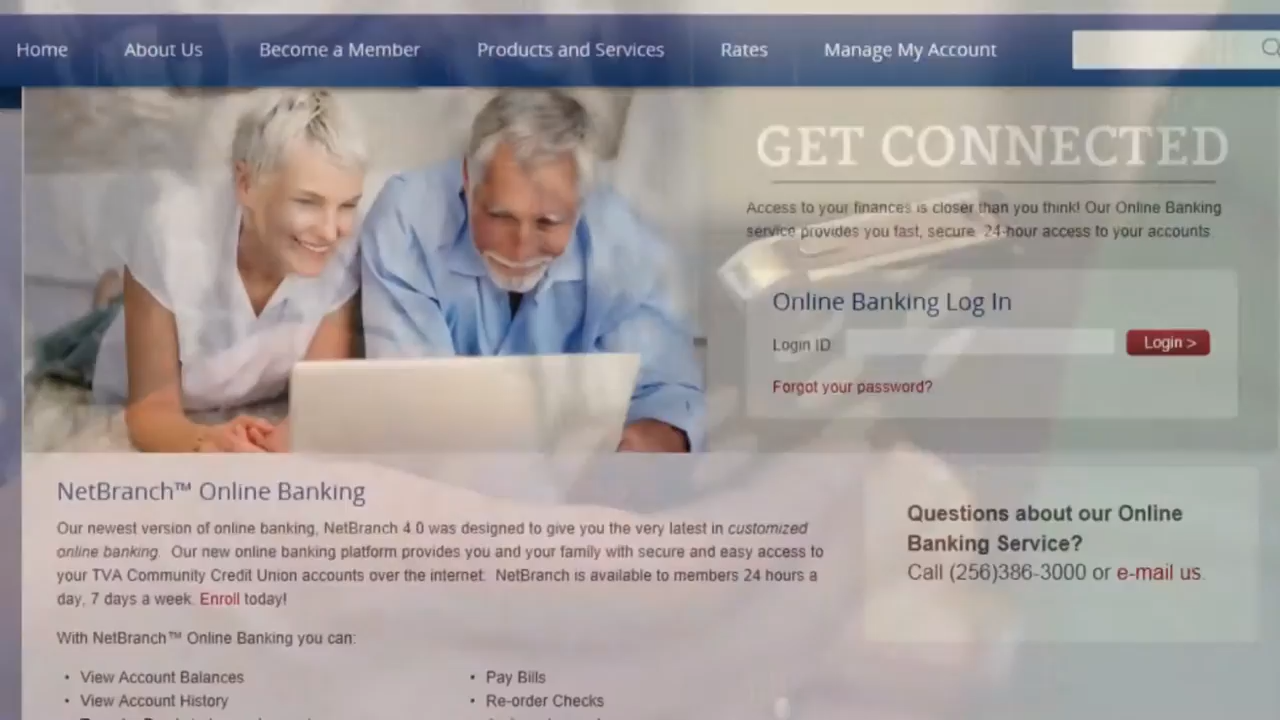 Home About Us Become a Member Products and Services Rates Manage My Account
GET CONNECTED
Access to your finances is closer than you think! Our Online Banking
service provides you fast, secure, 24-hour access to your accounts.
Online Banking Log In
Login ID Login >
Forgot your password?
NetBranch™ Online Banking
Our newest version of online banking, NetBranch 4.0 was designed to give you the very latest in customized
online banking. Our new online banking platform provides you and your family with secure and easy access to
your TVA Community Credit Union accounts over the internet. NetBranch is available to members 24 hours a
day, 7 days a week. Enroll today!
Questions about our Online
Banking Service?
Call (256)386-3000 or e-mail us.
With NetBranch™ Online Banking you can:
• View Account Balances
• View Account History
• Pay Bills
• Re-order Checks